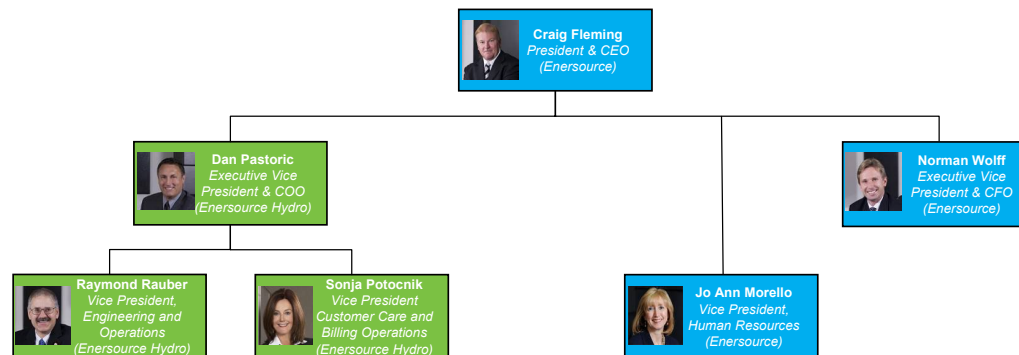 Craig Fleming
President & CEO
(Enersource)
Dan Pastoric
Executive Vice
President & COO
(Enersource Hydro)
Norman Wolff
Executive Vice
President & CFO
(Enersource)
Raymond Rauber
Vice President,
Engineering and
Operations
(Enersource Hydro)
Sonja Potocnik
Vice President
Customer Care and
Billing Operations
(Enersource Hydro)
Jo Ann Morello
Vice President,
Human Resources
(Enersource)